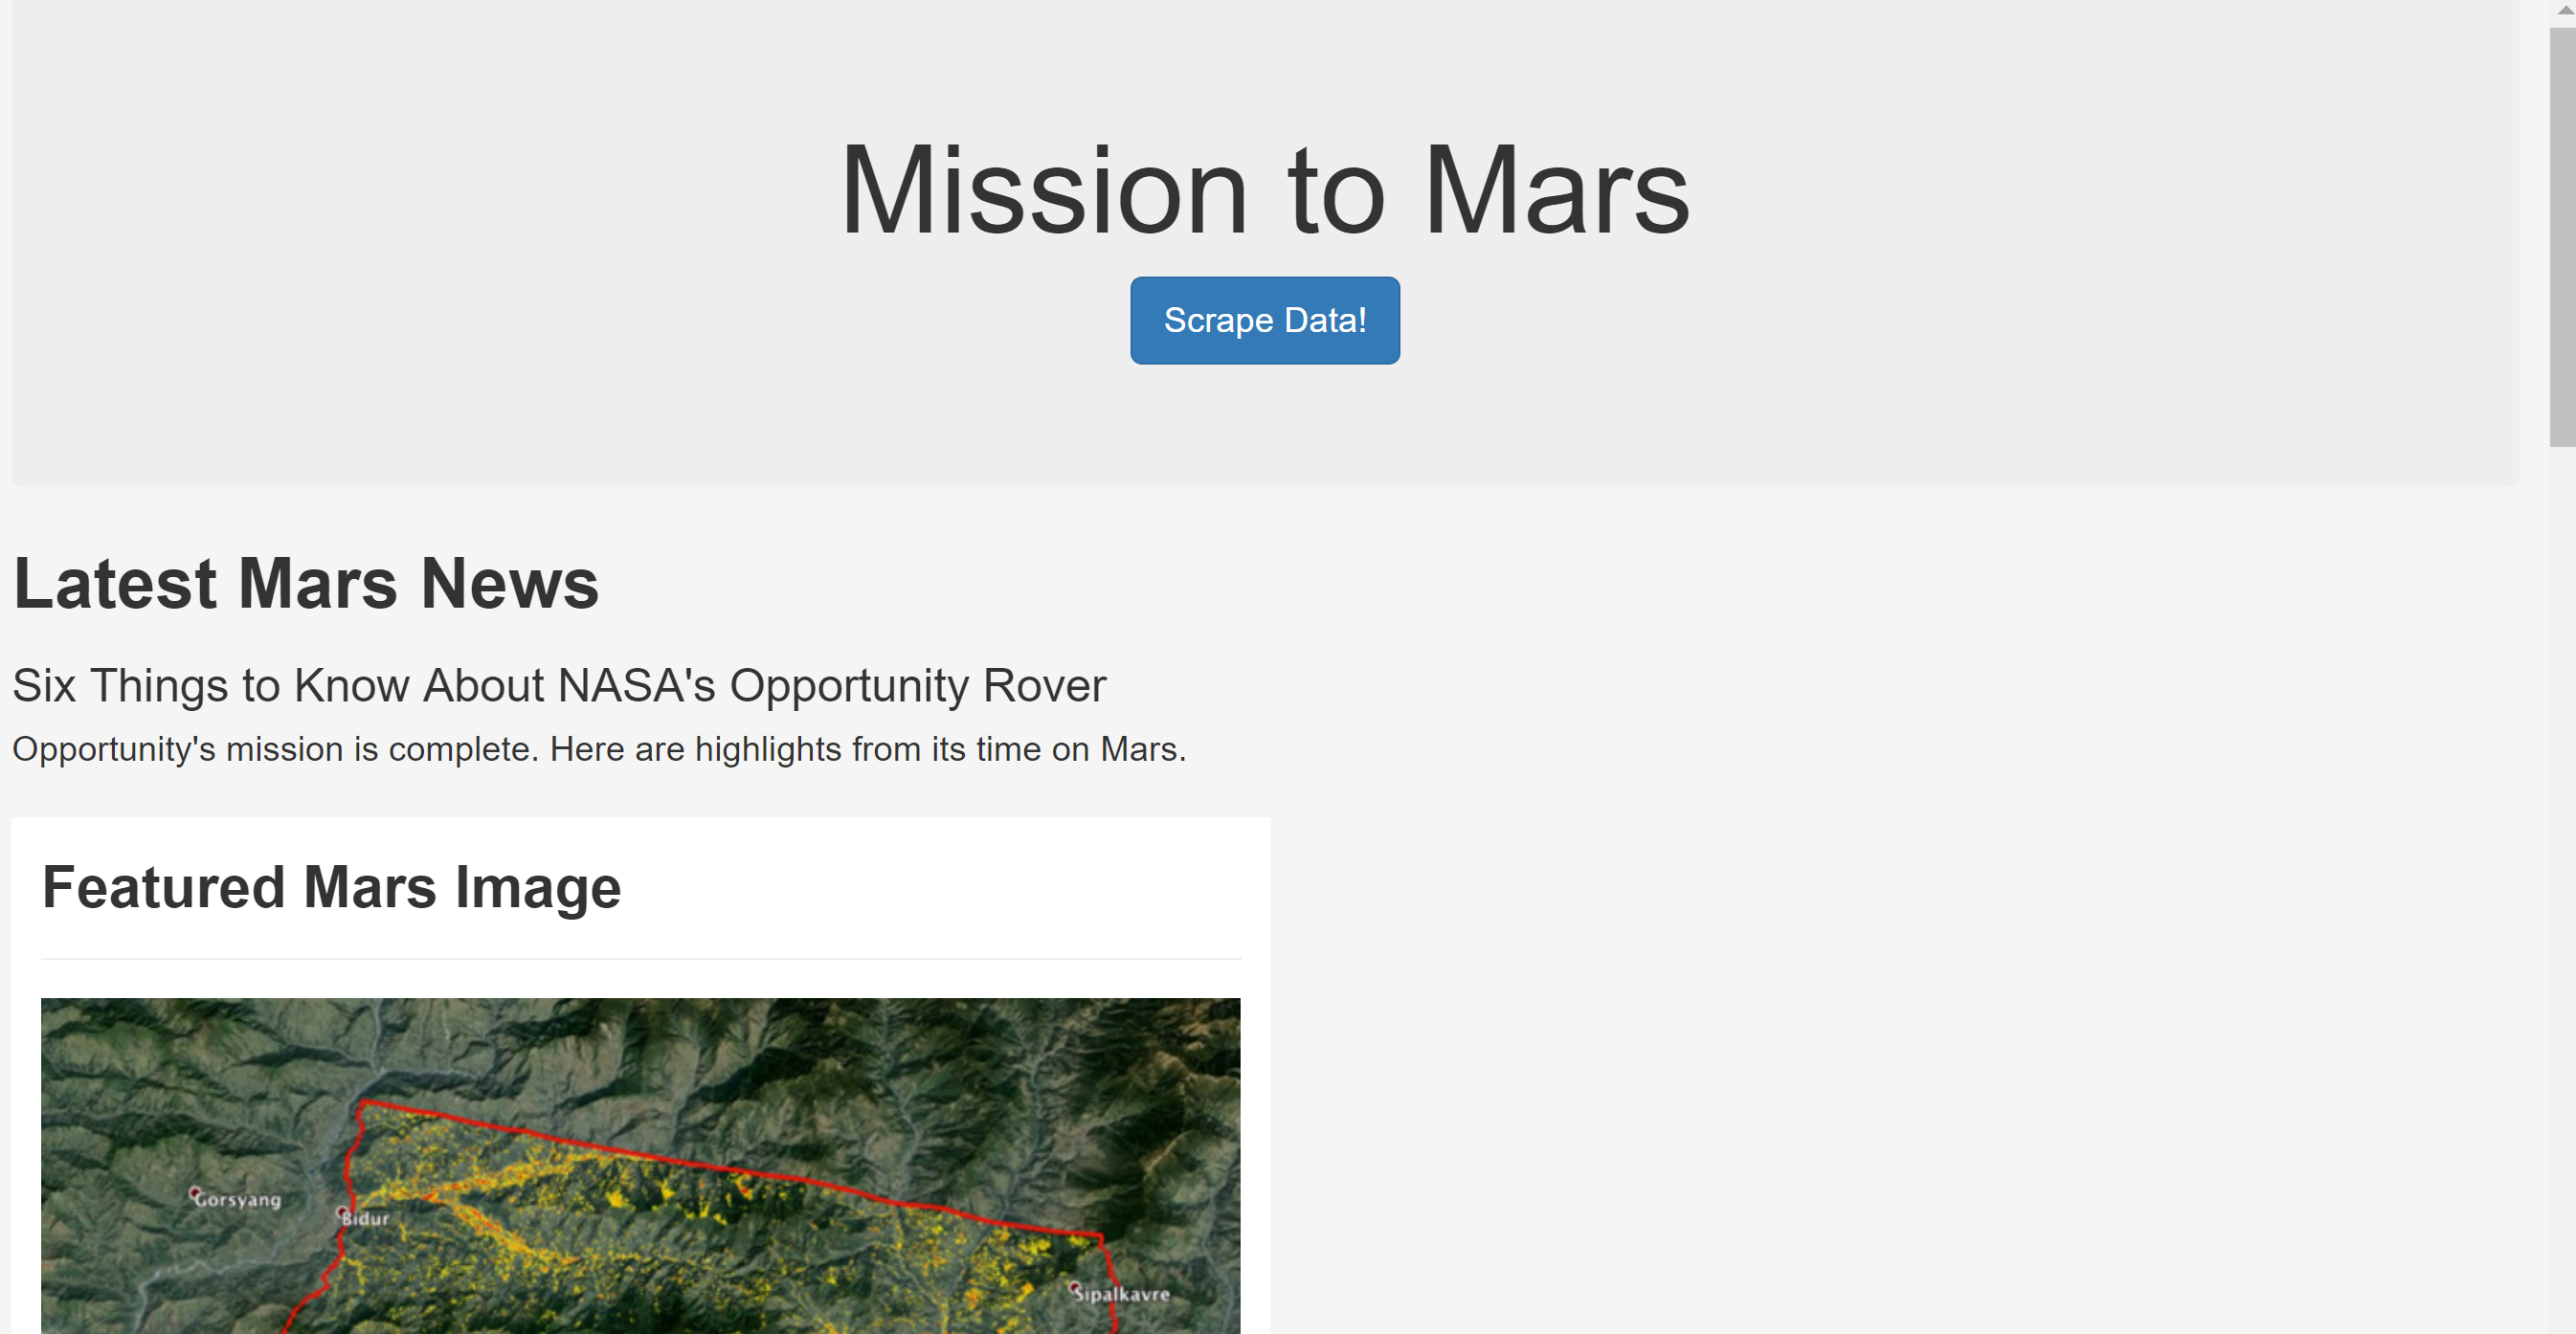 Mission to Mars
Scrape Data!
Latest Mars News
Six Things to Know About NASA's Opportunity Rover
Opportunity's mission is complete. Here are highlights from its time on Mars.
Featured Mars Image
Gorsyang
Bidur
Sipalkavre